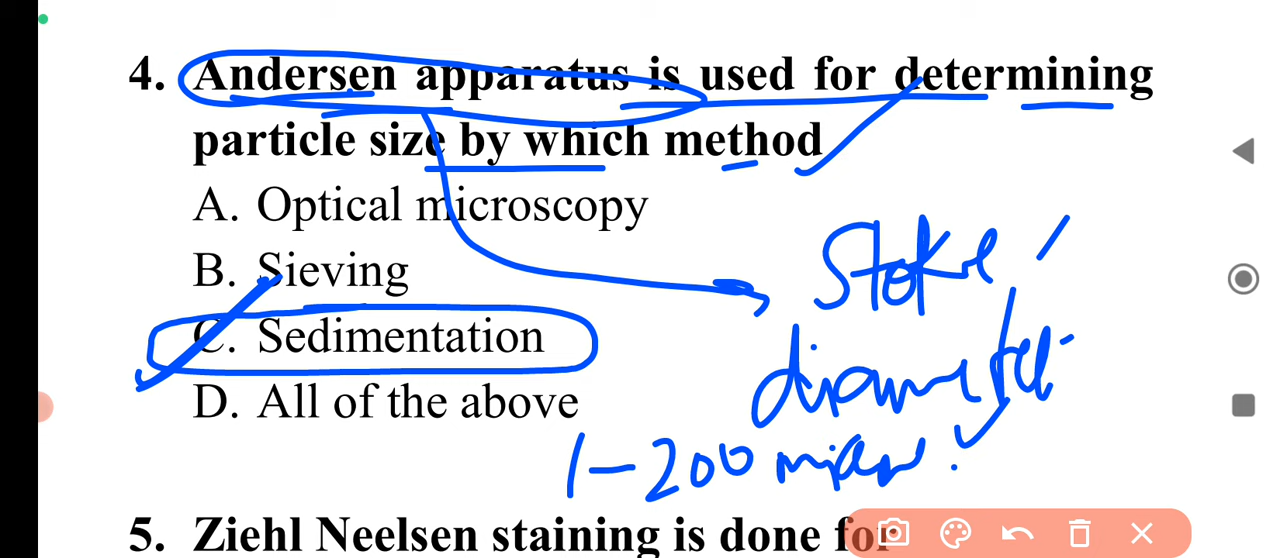 4. Andersen apparatus is used for determining
particle size by which method
A. Optical microscopy
B. Sieving
C. Sedimentation
D. All of the above
Stoke'
diameter
1-200 micron
5. Ziehl Neelsen staining is done for